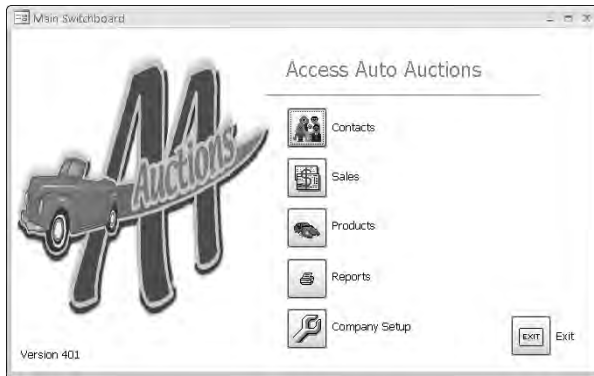 Main Switchboard
Access Auto Auctions
Contacts
Sales
Products
Reports
Company Setup
EXIT Exit
AA
Auctions
Version 401